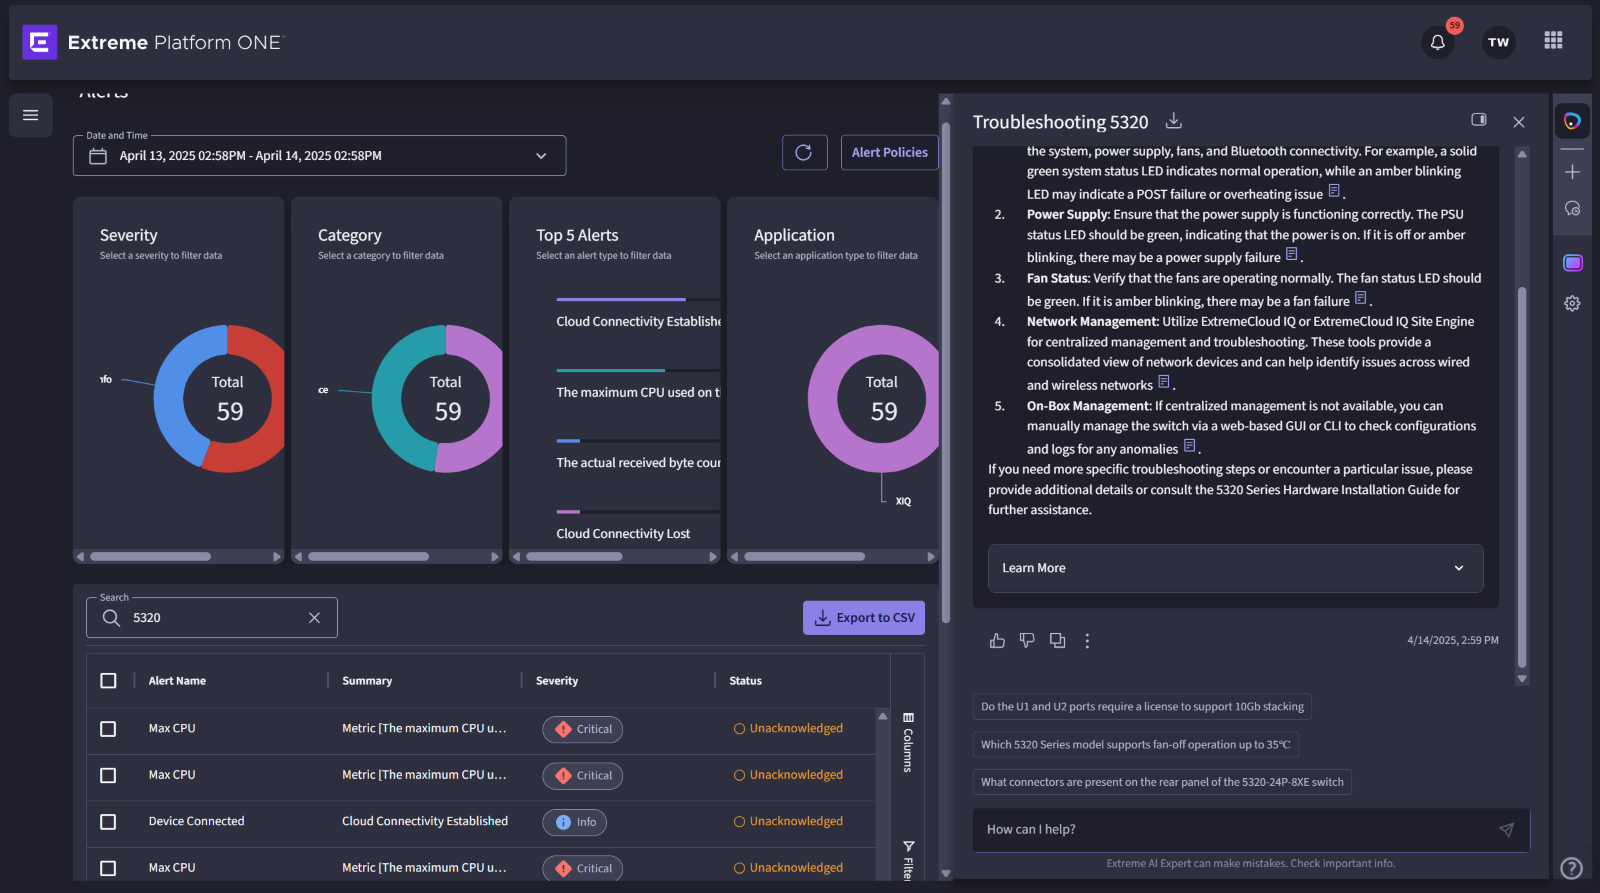 Extreme Platform ONE
59
TW
Alerts
Date and Time
April 13, 2025 02:58PM - April 14, 2025 02:58PM
Alert Policies
Severity
Select a severity to filter data
nfo
Total
59
Category
Select a category to filter data
ce
Total
59
Top 5 Alerts
Select an alert type to filter data
Cloud Connectivity Establishe
The maximum CPU used on t
The actual received byte coun
Cloud Connectivity Lost
Application
Select an application type to filter data
Total
59
XIQ
Search
5320
Export to CSV
Alert Name
Summary
Severity
Status
Max CPU
Metric [The maximum CPU u...
Critical
Unacknowledged
Max CPU
Metric [The maximum CPU u...
Critical
Unacknowledged
Device Connected
Cloud Connectivity Established
Info
Unacknowledged
Max CPU
Metric [The maximum CPU u...
Critical
Unacknowledged
Columns
Filter
Troubleshooting 5320
the system, power supply, fans, and Bluetooth connectivity. For example, a solid
green system status LED indicates normal operation, while an amber blinking
LED may indicate a POST failure or overheating issue .
2. Power Supply: Ensure that the power supply is functioning correctly. The PSU
status LED should be green, indicating that the power is on. If it is off or amber
blinking, there may be a power supply failure .
3. Fan Status: Verify that the fans are operating normally. The fan status LED should
be green. If it is amber blinking, there may be a fan failure .
4. Network Management: Utilize ExtremeCloud IQ or ExtremeCloud IQ Site Engine
for centralized management and troubleshooting. These tools provide a
consolidated view of network devices and can help identify issues across wired
and wireless networks .
5. On-Box Management: If centralized management is not available, you can
manually manage the switch via a web-based GUI or CLI to check configurations
and logs for any anomalies .
If you need more specific troubleshooting steps or encounter a particular issue, please
provide additional details or consult the 5320 Series Hardware Installation Guide for
further assistance.
Learn More
4/14/2025, 2:59 PM
Do the U1 and U2 ports require a license to support 10Gb stacking
Which 5320 Series model supports fan-off operation up to 35℃
What connectors are present on the rear panel of the 5320-24P-8XE switch
How can I help?
Extreme AI Expert can make mistakes. Check important info.